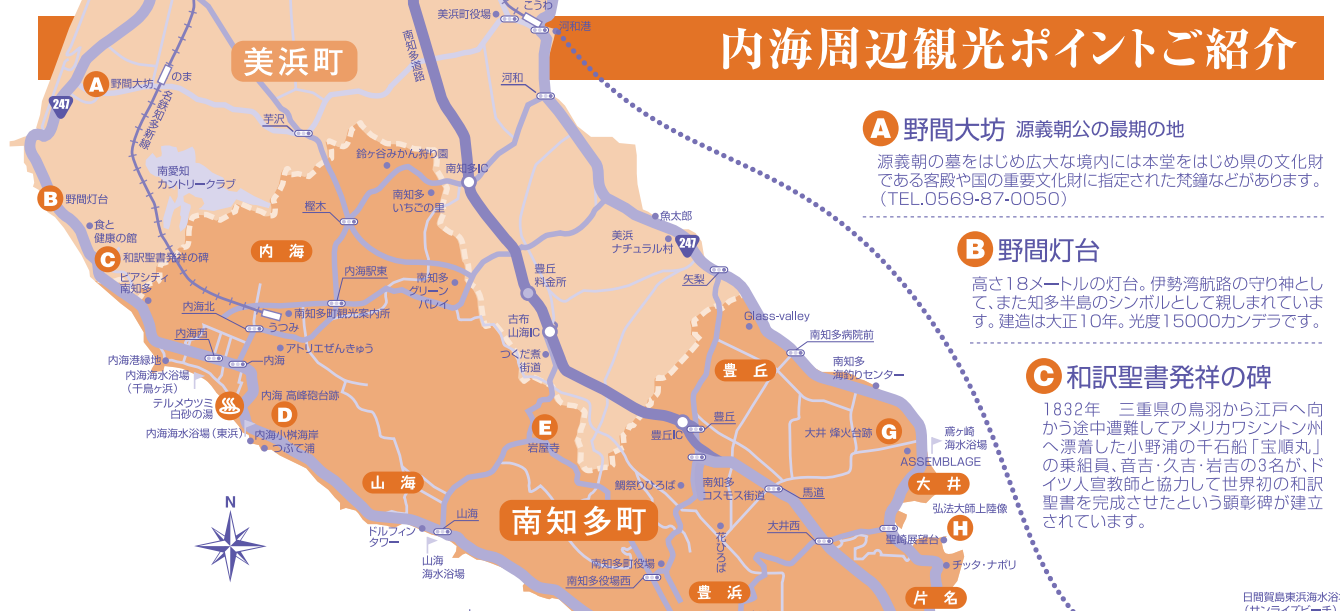 内海周辺観光ポイントご紹介
A 野間大坊 源義朝公の最期の地
源義朝の墓をはじめ広大な境内には本堂をはじめ県の文化財
である客殿や国の重要文化財に指定された梵鐘などがあります。
(TEL.0569-87-0050)
B 野間灯台
高さ18メートルの灯台。伊勢湾航路の守り神とし
て、また知多半島のシンボルとして親しまれていま
す。建造は大正10年。光度15000カンデラです。
C 和訳聖書発祥の碑
1832年 三重県の鳥羽から江戸へ向
かう途中遭難してアメリカワシントン州
へ漂着した小野浦の千石船「宝順丸」
の乗組員、音吉・久吉・岩吉の3名が、ド
イツ人宣教師と協力して世界初の和訳
聖書を完成させたという顕彰碑が建立
されています。
美浜町役場
こうわ
河和港
美浜町
南知多道路
A 野間大坊
のま
247
名鉄知多新線
河和
芋沢
鈴ヶ谷みかん狩り園
南知多IC
南愛知
カントリークラブ
B 野間灯台
南知多
いちごの里
樫木
食と
健康の館
魚太郎
美浜
ナチュラル村
247
C 和訳聖書発祥の碑
内海
ビアシティ
南知多
内海駅東
南知多
グリーン
バレイ
豊丘
料金所
矢梨
内海北
うつみ
南知多町観光案内所
古布
山海IC
Glass-valley
内海西
アトリエぜんきゅう
南知多病院前
内海港緑地
内海
つくだ煮
街道
豊丘
南知多
海釣りセンター
内海海水浴場
(千鳥ヶ浜)
テルメウツミ
白砂の湯
内海 高峰砲台跡
D
内海海水浴場(東浜)
内海小桝海岸
つぶて浦
E
岩屋寺
豊丘
豊丘IC
大井 烽火台跡
G
鳶ヶ崎
海水浴場
ASSEMBLAGE
山海
鯛祭りひろば
南知多
コスモス街道
馬道
大井
N
南知多町
弘法大師上陸像
H
ドルフィン
タワー
山海
大井西
聖崎展望台
花ひろば
山海
海水浴場
南知多町役場
チッタ・ナポリ
南知多役場西
豊浜
片名
日間賀島東浜海水浴
(サンライズビーチ)